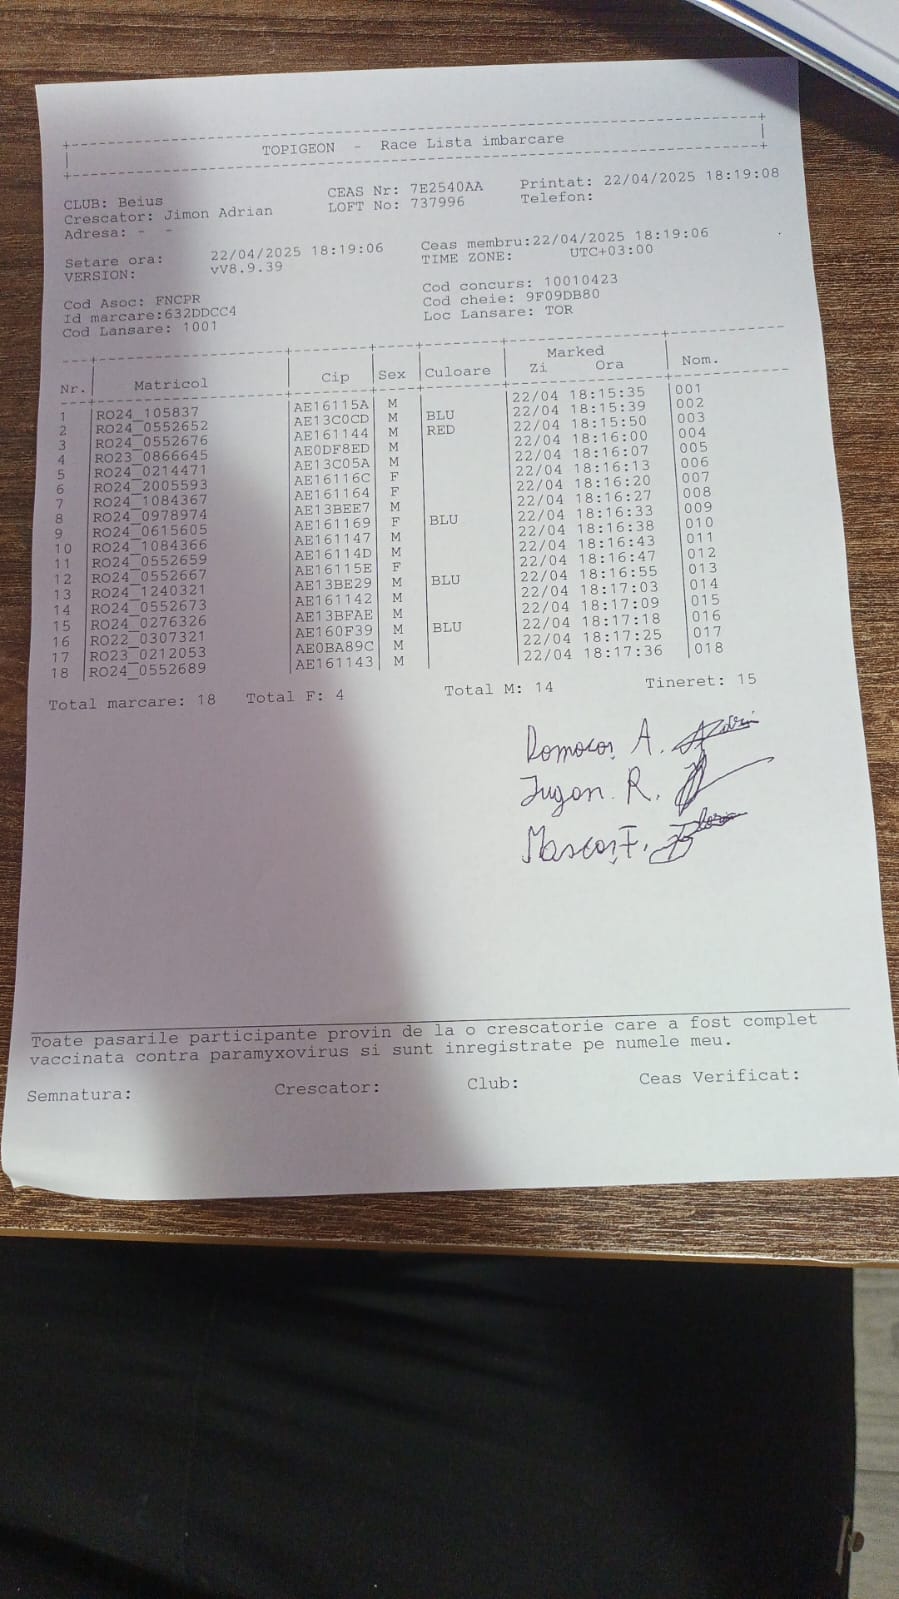 TOPIGEON - Race Lista imbarcare
CLUB: Beius CEAS Nr: 7E2540AA Printat: 22/04/2025 18:19:08
Crescator: Jimon Adrian LOFT No: 737996 Telefon:
Adresa: - -
Setare ora: 22/04/2025 18:19:06 Ceas membru:22/04/2025 18:19:06
VERSION: vV8.9.39 TIME ZONE: UTC+03:00
Cod Asoc: FNCPR Cod concurs: 10010423
Id marcare:632DDCC4 Cod cheie: 9F09DB80
Cod Lansare: 1001 Loc Lansare: TOR
Marked
Nr. Matricol Cip Sex Culoare Zi Ora Nom.
1 RO24_105837 AE16115A M 22/04 18:15:35 001
2 RO24_0552652 AE13C0CD M BLU 22/04 18:15:39 002
3 RO24_0552676 AE161144 M RED 22/04 18:15:50 003
4 RO23_0866645 AE0DF8ED M 22/04 18:16:00 004
5 RO24_0214471 AE13C05A M 22/04 18:16:07 005
6 RO24_2005593 AE16116C F 22/04 18:16:13 006
7 RO24_1084367 AE161164 F 22/04 18:16:20 007
8 RO24_0978974 AE13BEE7 M 22/04 18:16:27 008
9 RO24_0615605 AE161169 F BLU 22/04 18:16:33 009
10 RO24_1084366 AE161147 M 22/04 18:16:38 010
11 RO24_0552659 AE16114D M 22/04 18:16:43 011
12 RO24_0552667 AE16115E F 22/04 18:16:47 012
13 RO24_1240321 AE13BE29 M BLU 22/04 18:16:55 013
14 RO24_0552673 AE161142 M 22/04 18:17:03 014
15 RO24_0276326 AE13BFAE M 22/04 18:17:09 015
16 RO22_0307321 AE160F39 M BLU 22/04 18:17:18 016
17 RO23_0212053 AE0BA89C M 22/04 18:17:25 017
18 RO24_0552689 AE161143 M 22/04 18:17:36 018
Total marcare: 18 Total F: 4 Total M: 14 Tineret: 15
Domocoș A.
Jugan R.
Mascoș F.
Toate pasarile participante provin de la o crescatorie care a fost complet
vaccinata contra paramyxovirus si sunt inregistrate pe numele meu.
Semnatura: Crescator: Club: Ceas Verificat: